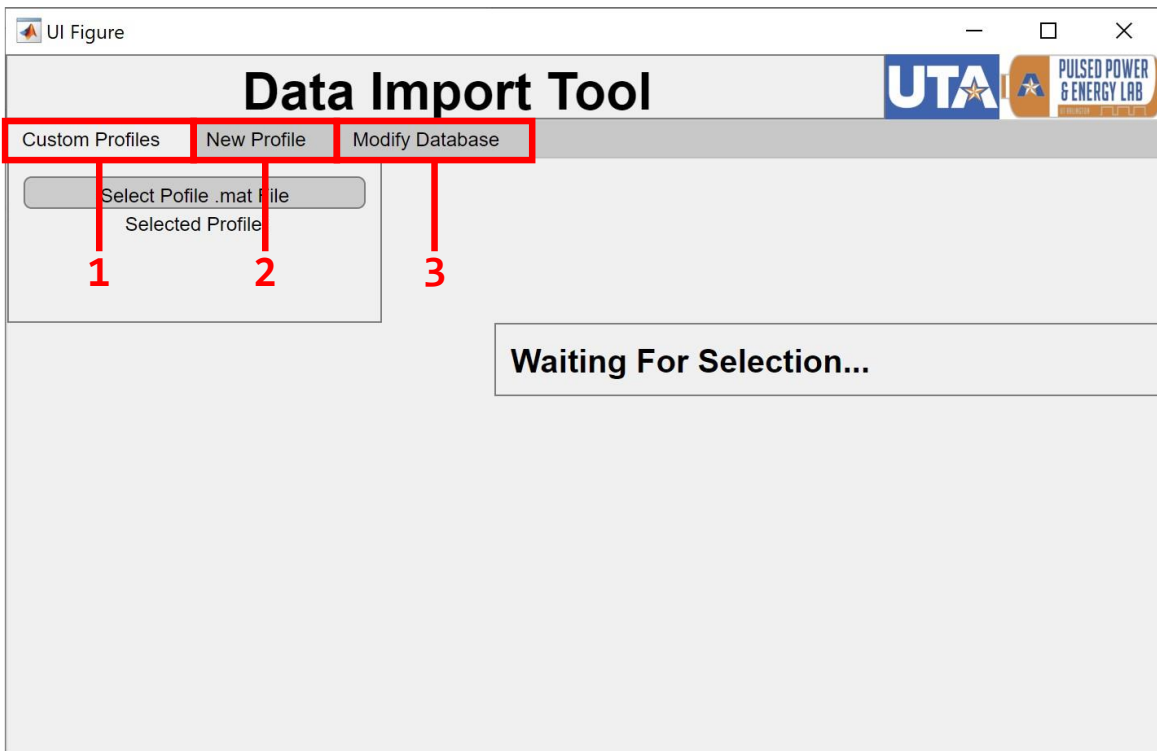 UI Figure
Data Import Tool
UTA
PULSED POWER
& ENERGY LAB
Custom Profiles New Profile Modify Database
Select Pofile .mat File
Selected Profile
1 2 3
Waiting For Selection...